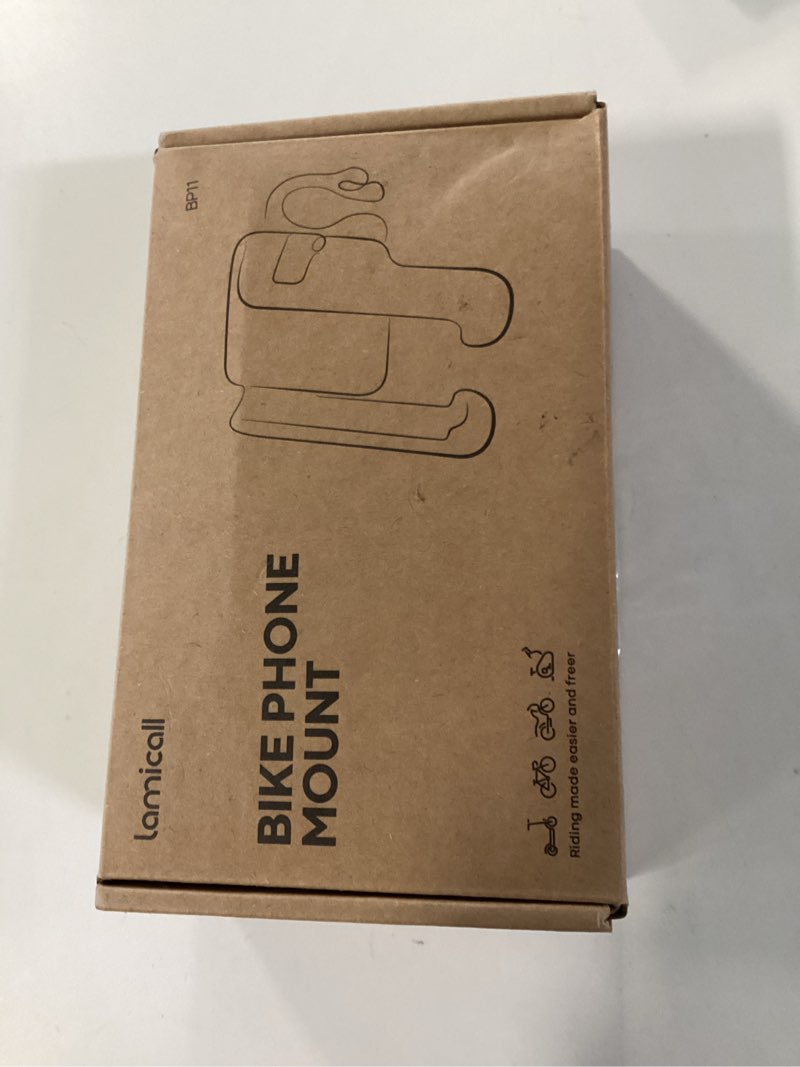 lamicall
BP11
BIKE PHONE
MOUNT
Riding made easier and freer